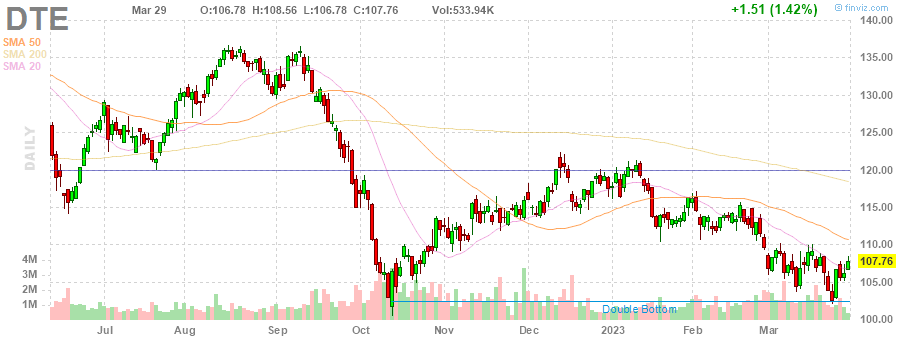 DTE Mar 29 O:106.78 H:108.56 L:106.78 C:107.76 Vol:533.94K +1.51 (1.42%) © finviz.com
SMA 50
SMA 200
SMA 20
DAILY
140.00
135.00
130.00
125.00
120.00
115.00
110.00
107.76
105.00
100.00
4M
3M
2M
1M
Double Bottom
Jul Aug Sep Oct Nov Dec 2023 Feb Mar